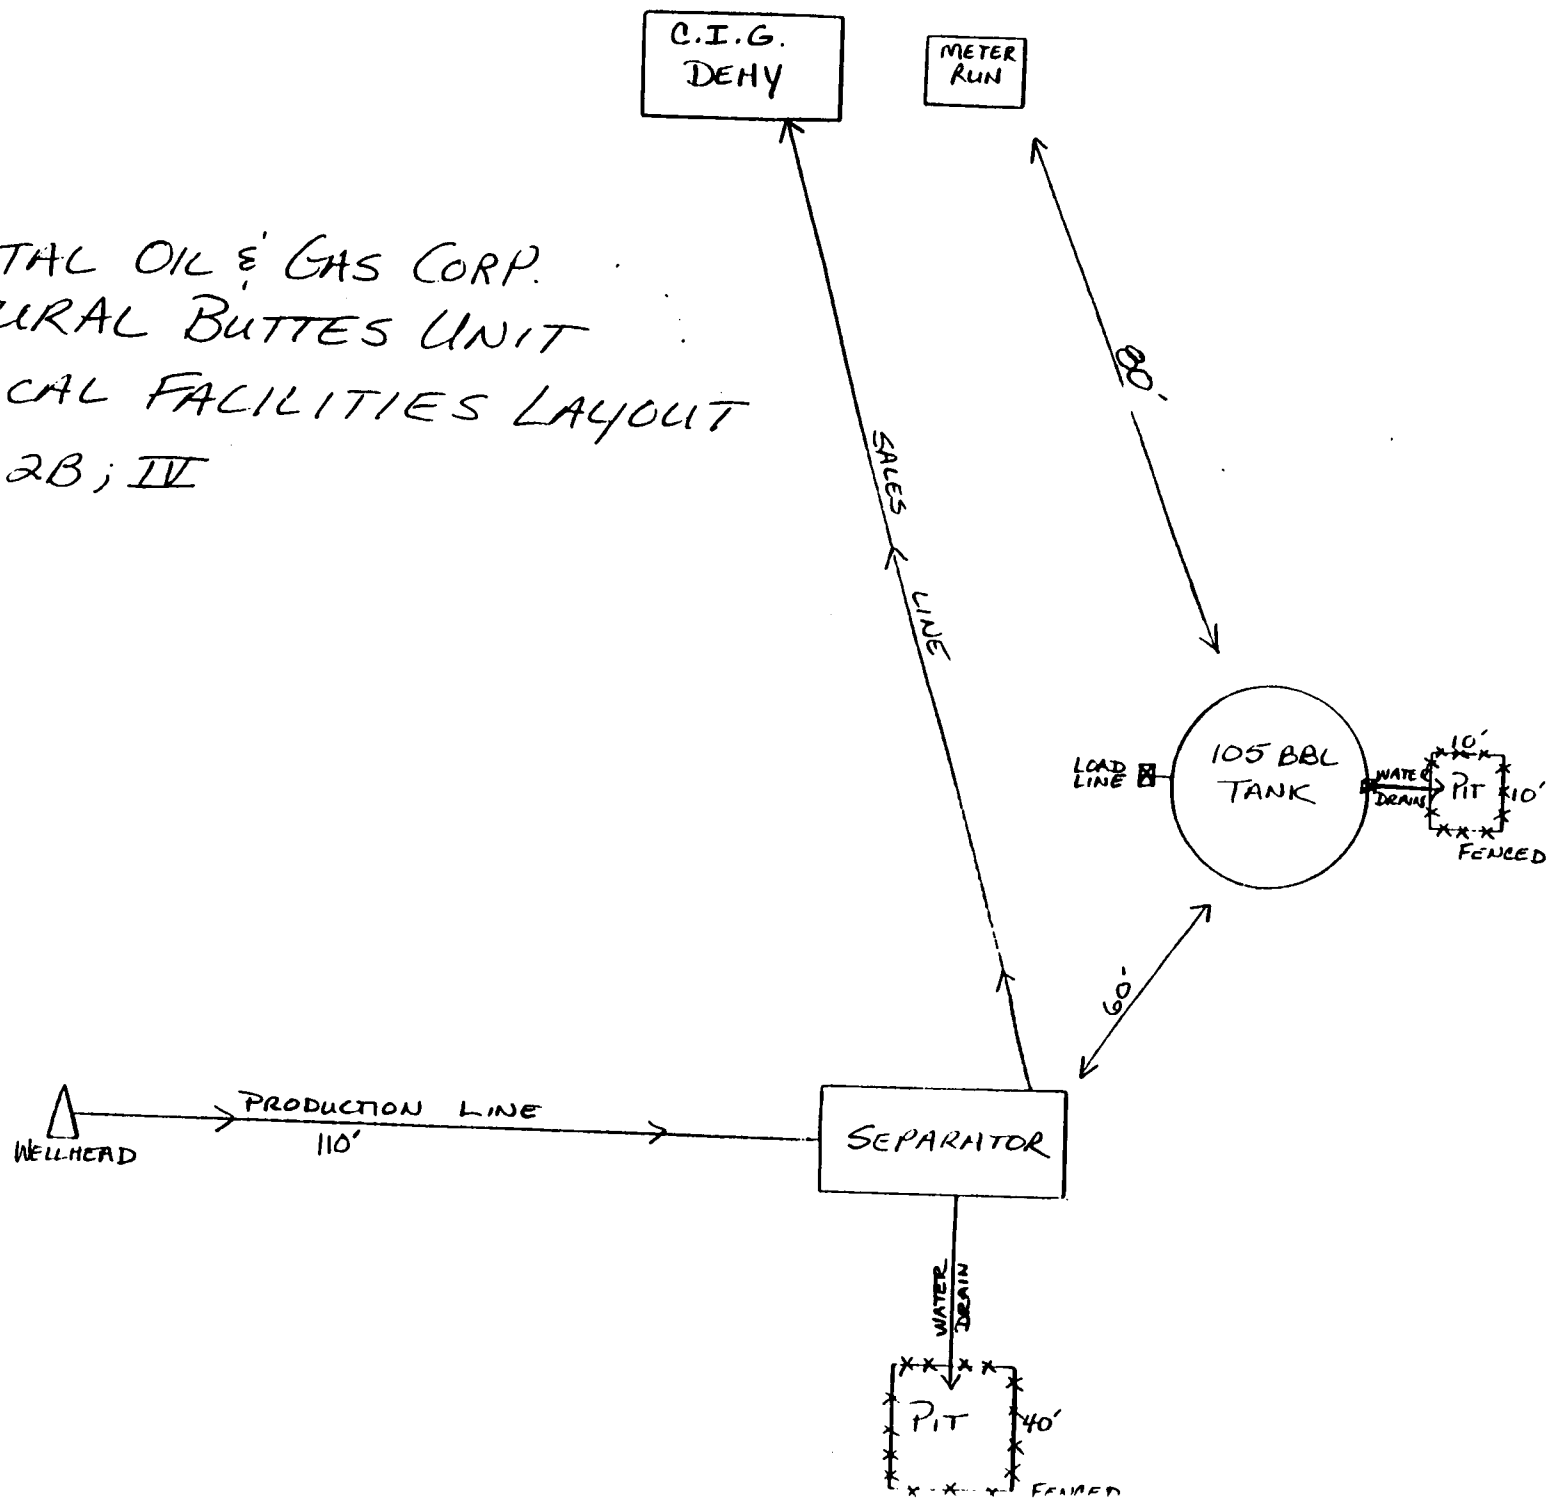 C.I.G.
DEHY
METER
RUN
TAL OIL & GAS CORP.
URAL BUTTES UNIT
CAL FACILITIES LAYOUT
2B; IV
80'
SALES
LINE
105 BBL
TANK
LOAD
LINE
WATER
DRAIN
10'
PIT
10'
FENCED
60'
PRODUCTION LINE
110'
WELLHEAD
SEPARATOR
WATER
DRAIN
PIT
40'
FENCED